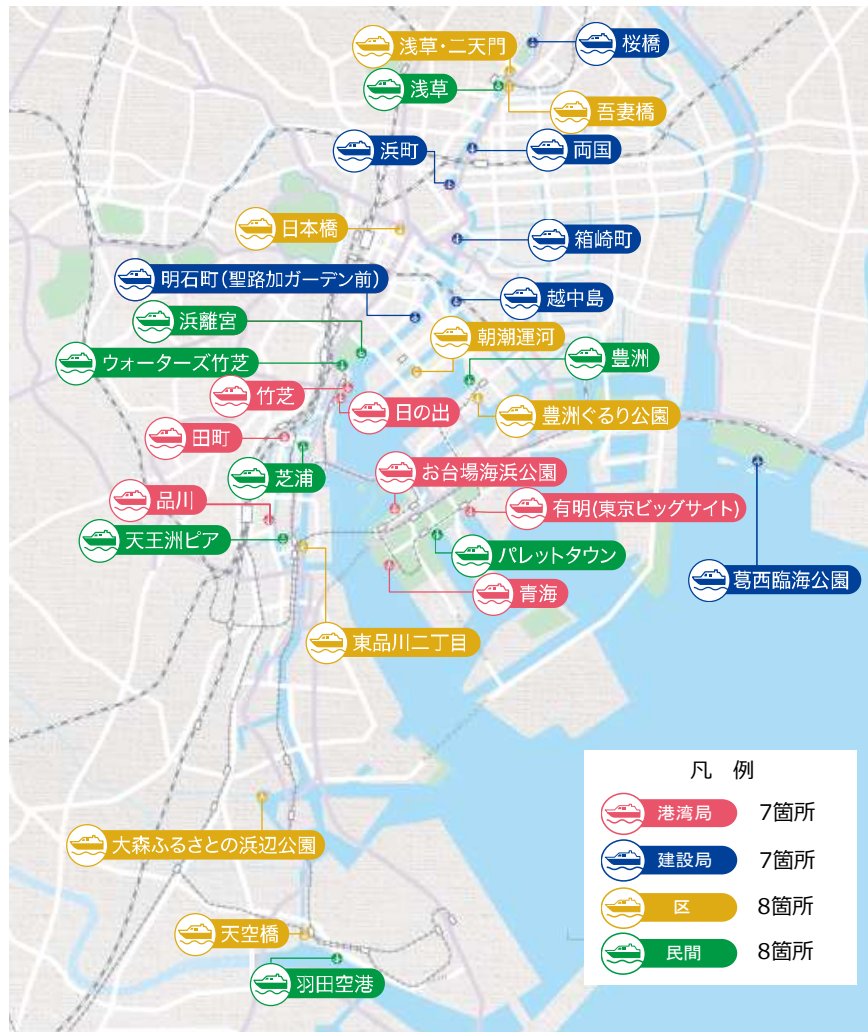 浅草・二天門
桜橋
浅草
吾妻橋
浜町
両国
日本橋
箱崎町
明石町(聖路加ガーデン前)
越中島
浜離宮
朝潮運河
ウォーターズ竹芝
豊洲
竹芝
日の出
豊洲ぐるり公園
田町
芝浦
お台場海浜公園
品川
有明(東京ビッグサイト)
天王洲ピア
パレットタウン
青海
葛西臨海公園
東品川二丁目
大森ふるさとの浜辺公園
天空橋
羽田空港
凡 例
港湾局 7箇所
建設局 7箇所
区 8箇所
民間 8箇所